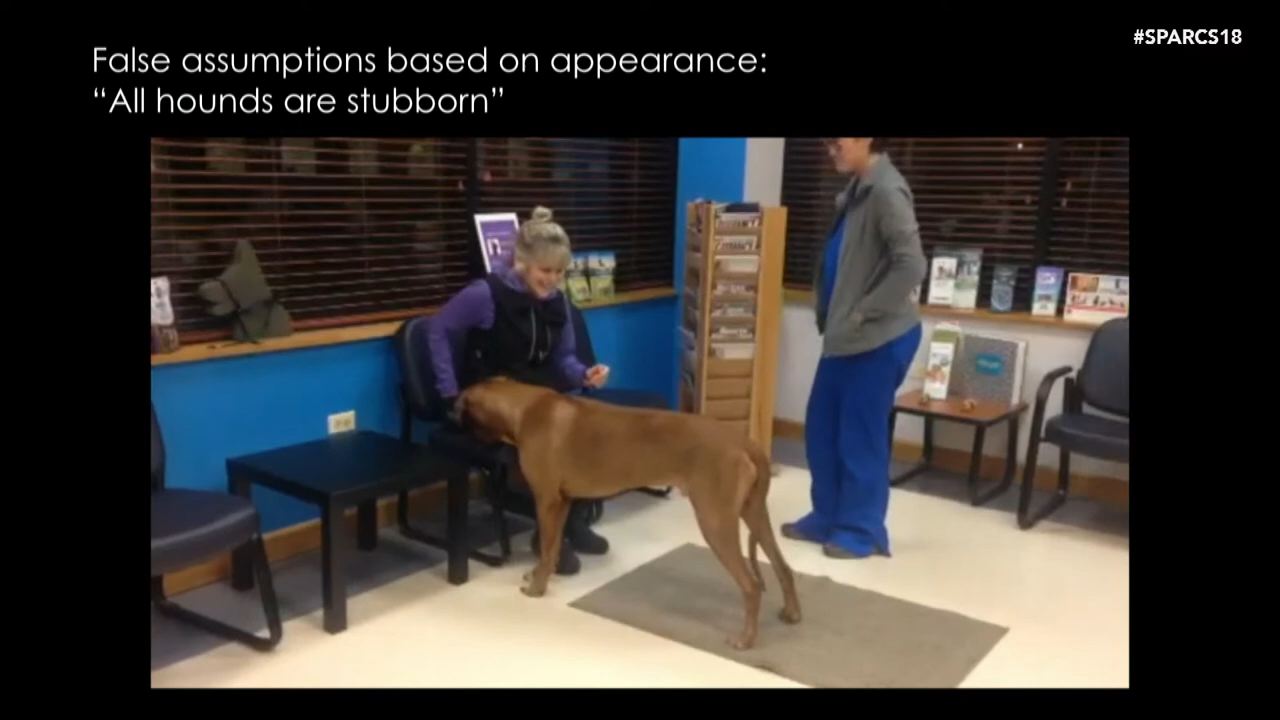 #SPARCS18
False assumptions based on appearance:
“All hounds are stubborn”